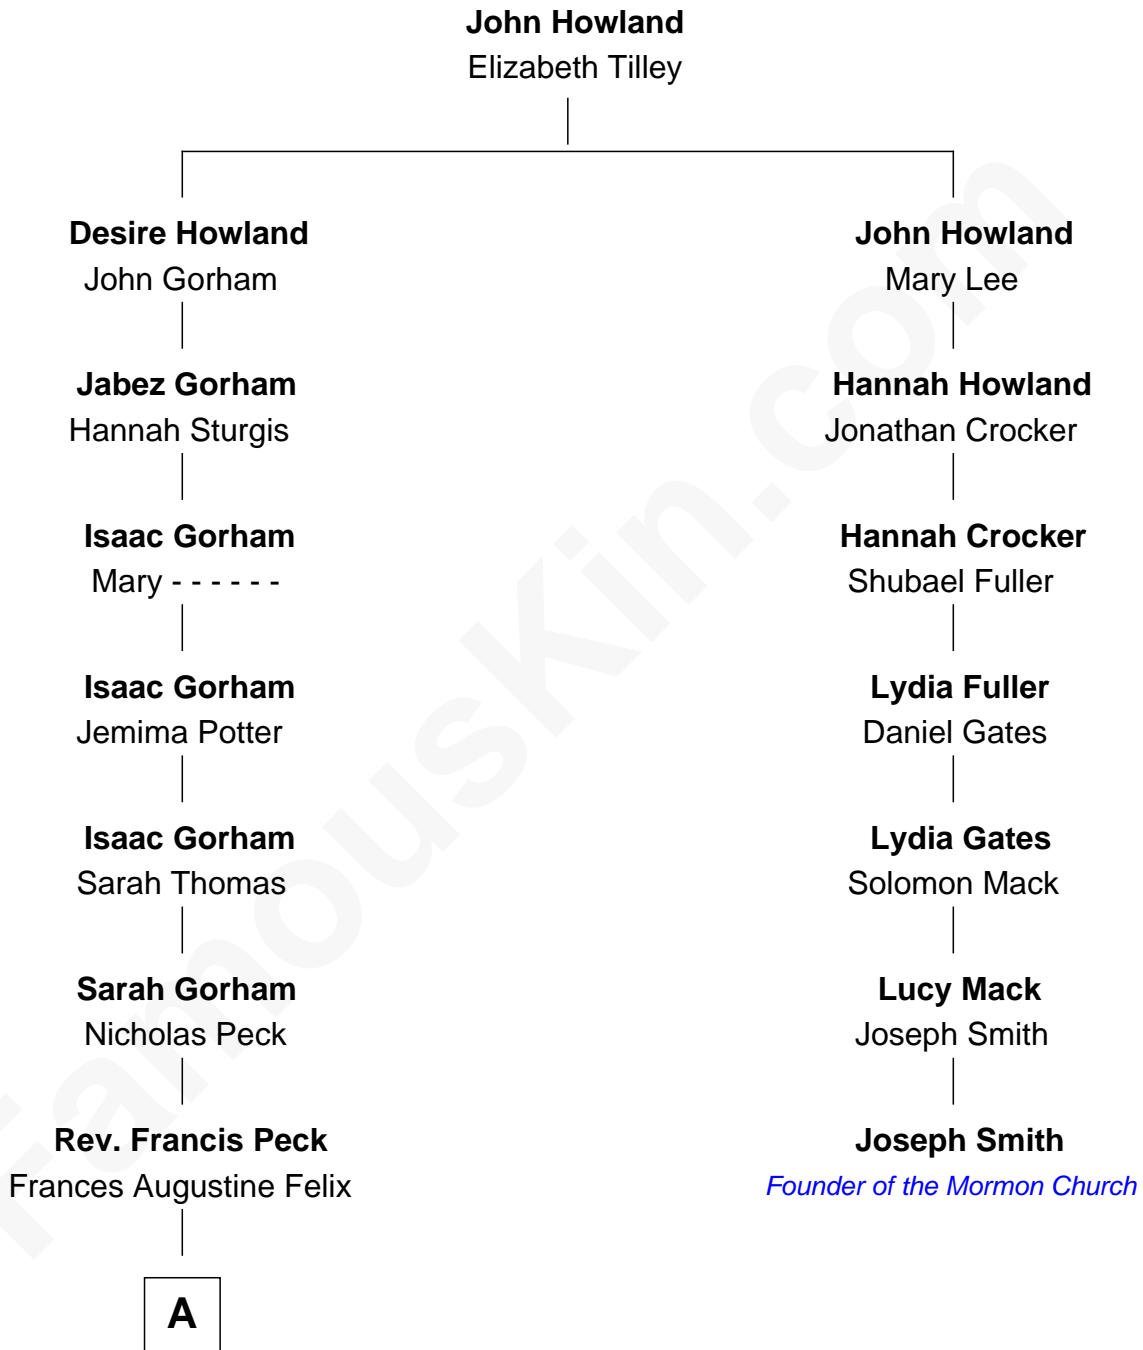 John Howland
Elizabeth Tilley
Desire Howland
John Gorham
John Howland
Mary Lee
Jabez Gorham
Hannah Sturgis
Hannah Howland
Jonathan Crocker
Isaac Gorham
Mary - - - - - -
Hannah Crocker
Shubael Fuller
Isaac Gorham
Jemima Potter
Lydia Fuller
Daniel Gates
Isaac Gorham
Sarah Thomas
Lydia Gates
Solomon Mack
Sarah Gorham
Nicholas Peck
Lucy Mack
Joseph Smith
Rev. Francis Peck
Frances Augustine Felix
Joseph Smith
Founder of the Mormon Church
A
FamousKin.com